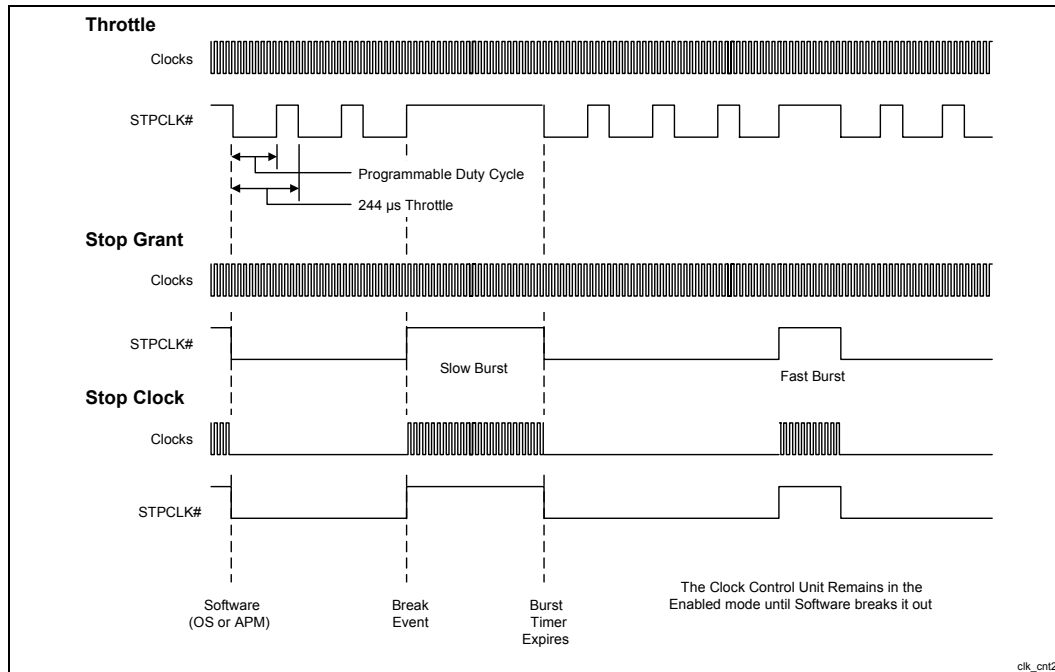 Throttle
Clocks
STPCLK#
Programmable Duty Cycle
244 µs Throttle
Stop Grant
Clocks
STPCLK#
Slow Burst
Fast Burst
Stop Clock
Clocks
STPCLK#
Software
(OS or APM)
Break
Event
Burst
Timer
Expires
The Clock Control Unit Remains in the
Enabled mode until Software breaks it out
clk_cnt2